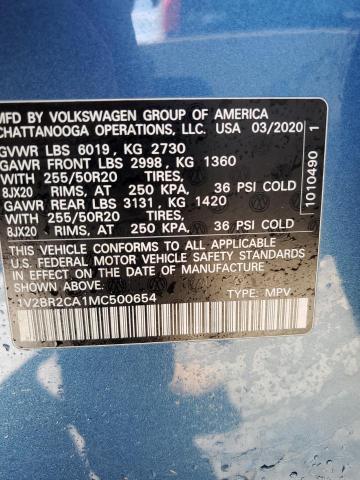 MFD BY VOLKSWAGEN GROUP OF AMERICA
CHATTANOOGA OPERATIONS, LLC. USA 03/2020
GVWR LBS 6019, KG 2730
GAWR FRONT LBS 2998, KG 1360
WITH 255/50R20 TIRES,
8JX20 RIMS, AT 250 KPA, 36 PSI COLD
GAWR REAR LBS 3131, KG 1420
WITH 255/50R20 TIRES,
8JX20 RIMS, AT 250 KPA, 36 PSI COLD
THIS VEHICLE CONFORMS TO ALL APPLICABLE
U.S. FEDERAL MOTOR VEHICLE SAFETY STANDARDS
IN EFFECT ON THE DATE OF MANUFACTURE
SHOWN ABOVE.
1V2BR2CA1MC500654 TYPE: MPV
1010490 1